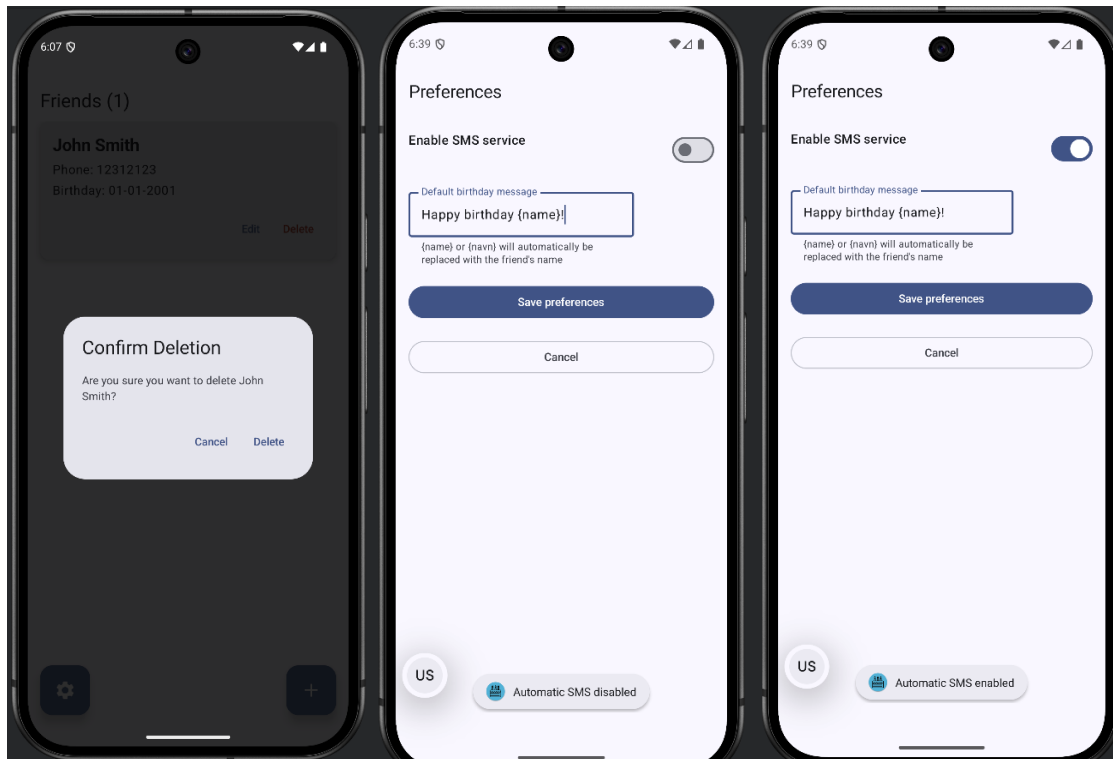 6:07
Friends (1)
John Smith
Phone: 12312123
Birthday: 01-01-2001
Edit Delete
Confirm Deletion
Are you sure you want to delete John
Smith?
Cancel Delete
6:39
Preferences
Enable SMS service
Default birthday message
Happy birthday {name}!
{name} or {navn} will automatically be
replaced with the friend's name
Save preferences
Cancel
US
Automatic SMS disabled
6:39
Preferences
Enable SMS service
Default birthday message
Happy birthday {name}!
{name} or {navn} will automatically be
replaced with the friend's name
Save preferences
Cancel
US
Automatic SMS enabled